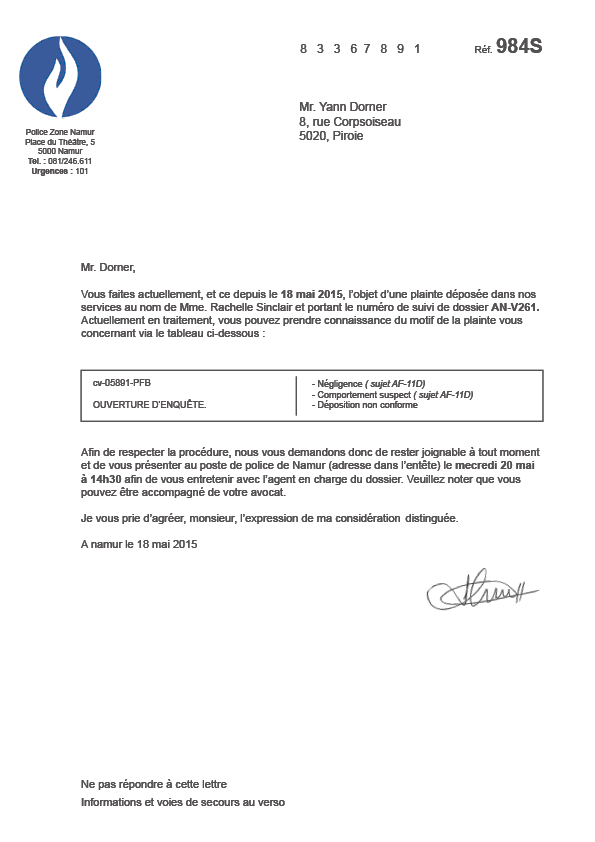 8 3 3 6 7 8 9 1
Réf. 984S
Police Zone Namur
Place du Théâtre, 5
5000 Namur
Tel. : 081/246.611
Urgences : 101
Mr. Yann Dorner
8, rue Corpsoiseau
5020, Piroie
Mr. Dorner,
Vous faites actuellement, et ce depuis le 18 mai 2015, l'objet d'une plainte déposée dans nos
services au nom de Mme. Rachelle Sinclair et portant le numéro de suivi de dossier AN-V261.
Actuellement en traitement, vous pouvez prendre connaissance du motif de la plainte vous
concernant via le tableau ci-dessous :
cv-05891-PFB
OUVERTURE D'ENQUÊTE.
- Négligence ( sujet AF-11D)
- Comportement suspect ( sujet AF-11D)
- Déposition non conforme
Afin de respecter la procédure, nous vous demandons donc de rester joignable à tout moment
et de vous présenter au poste de police de Namur (adresse dans l'entête) le mecredi 20 mai
à 14h30 afin de vous entretenir avec l'agent en charge du dossier. Veuillez noter que vous
pouvez être accompagné de votre avocat.
Je vous prie d'agréer, monsieur, l'expression de ma considération distinguée.
A namur le 18 mai 2015
Ne pas répondre à cette lettre
Informations et voies de secours au verso